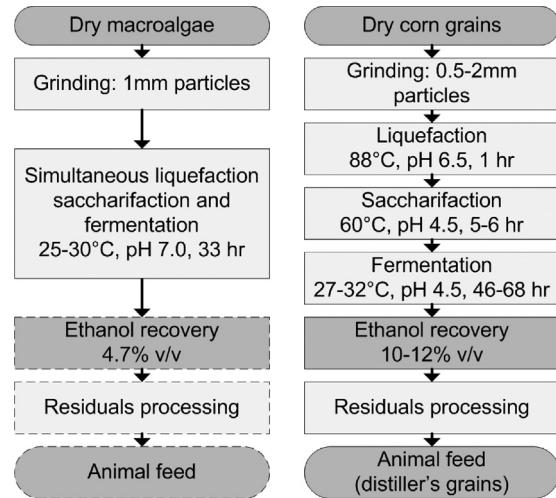 Dry macroalgae
Grinding: 1mm particles
Simultaneous liquefaction
saccharifaction and
fermentation
25-30°C, pH 7.0, 33 hr
Ethanol recovery
4.7% v/v
Residuals processing
Animal feed
Dry corn grains
Grinding: 0.5-2mm
particles
Liquefaction
88°C, pH 6.5, 1 hr
Saccharifaction
60°C, pH 4.5, 5-6 hr
Fermentation
27-32°C, pH 4.5, 46-68 hr
Ethanol recovery
10-12% v/v
Residuals processing
Animal feed
(distiller's grains)